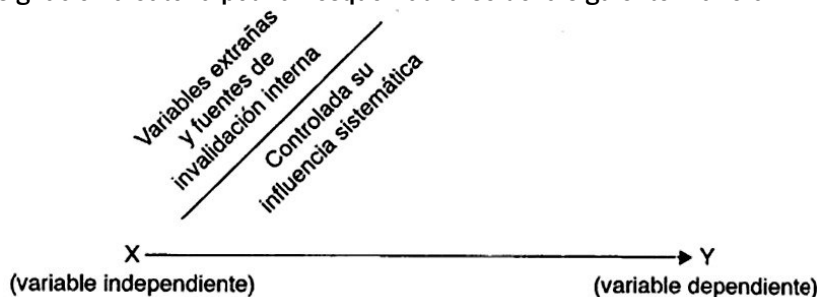 Variables extrañas
y fuentes de
invalidación interna
Controlada su
influencia sistemática
X
Y
(variable independiente)
(variable dependiente)